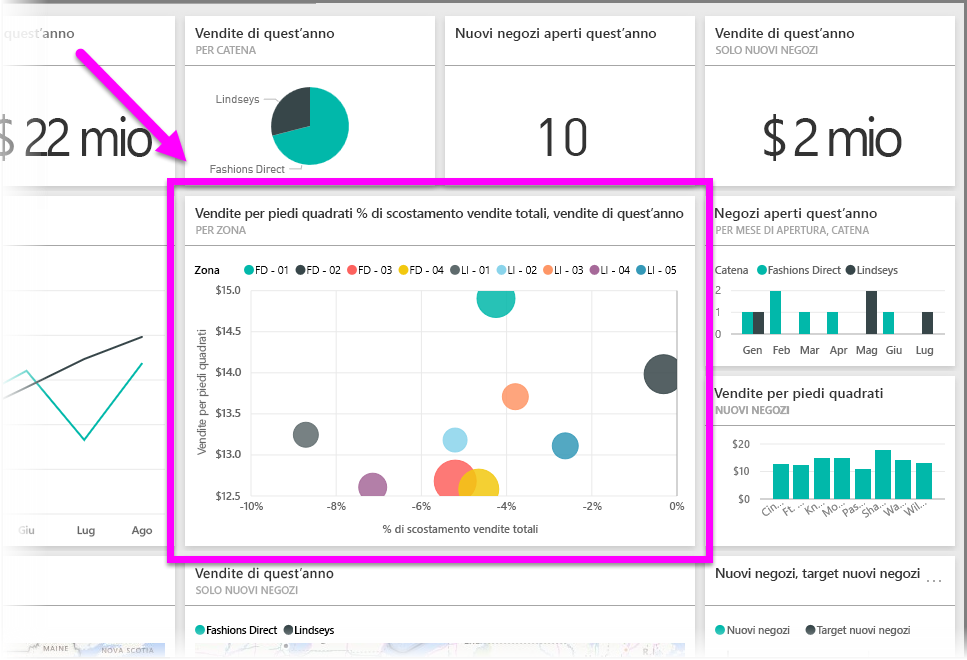 quest'anno
$ 22 mio
Vendite di quest'anno
PER CATENA
Lindseys
Fashions Direct
Nuovi negozi aperti quest'anno
10
Vendite di quest'anno
SOLO NUOVI NEGOZI
$ 2 mio
Giu
Lug
Ago
Vendite per piedi quadrati % di scostamento vendite totali, vendite di quest'anno
PER ZONA
Zona FD - 01 FD - 02 FD - 03 FD - 04 LI - 01 LI - 02 LI - 03 LI - 04 LI - 05
Vendite per piedi quadrati
$15.0
$14.5
$14.0
$13.5
$13.0
$12.5
-10% -8% -6% -4% -2% 0%
% di scostamento vendite totali
Negozi aperti quest'anno
PER MESE DI APERTURA, CATENA
Catena Fashions Direct Lindseys
2
1
0
Gen Feb Mar Apr Mag Giu Lug
Vendite per piedi quadrati
NUOVI NEGOZI
$20
$10
$0
Cin... Ft. ... Kn... Mo... Pas... Sha... Wa... Wil...
Vendite di quest'anno
SOLO NUOVI NEGOZI
Fashions Direct Lindseys
Nuovi negozi, target nuovi negozi ...
Nuovi negozi Target nuovi negozi
MAINE
NOVA SCOTIA